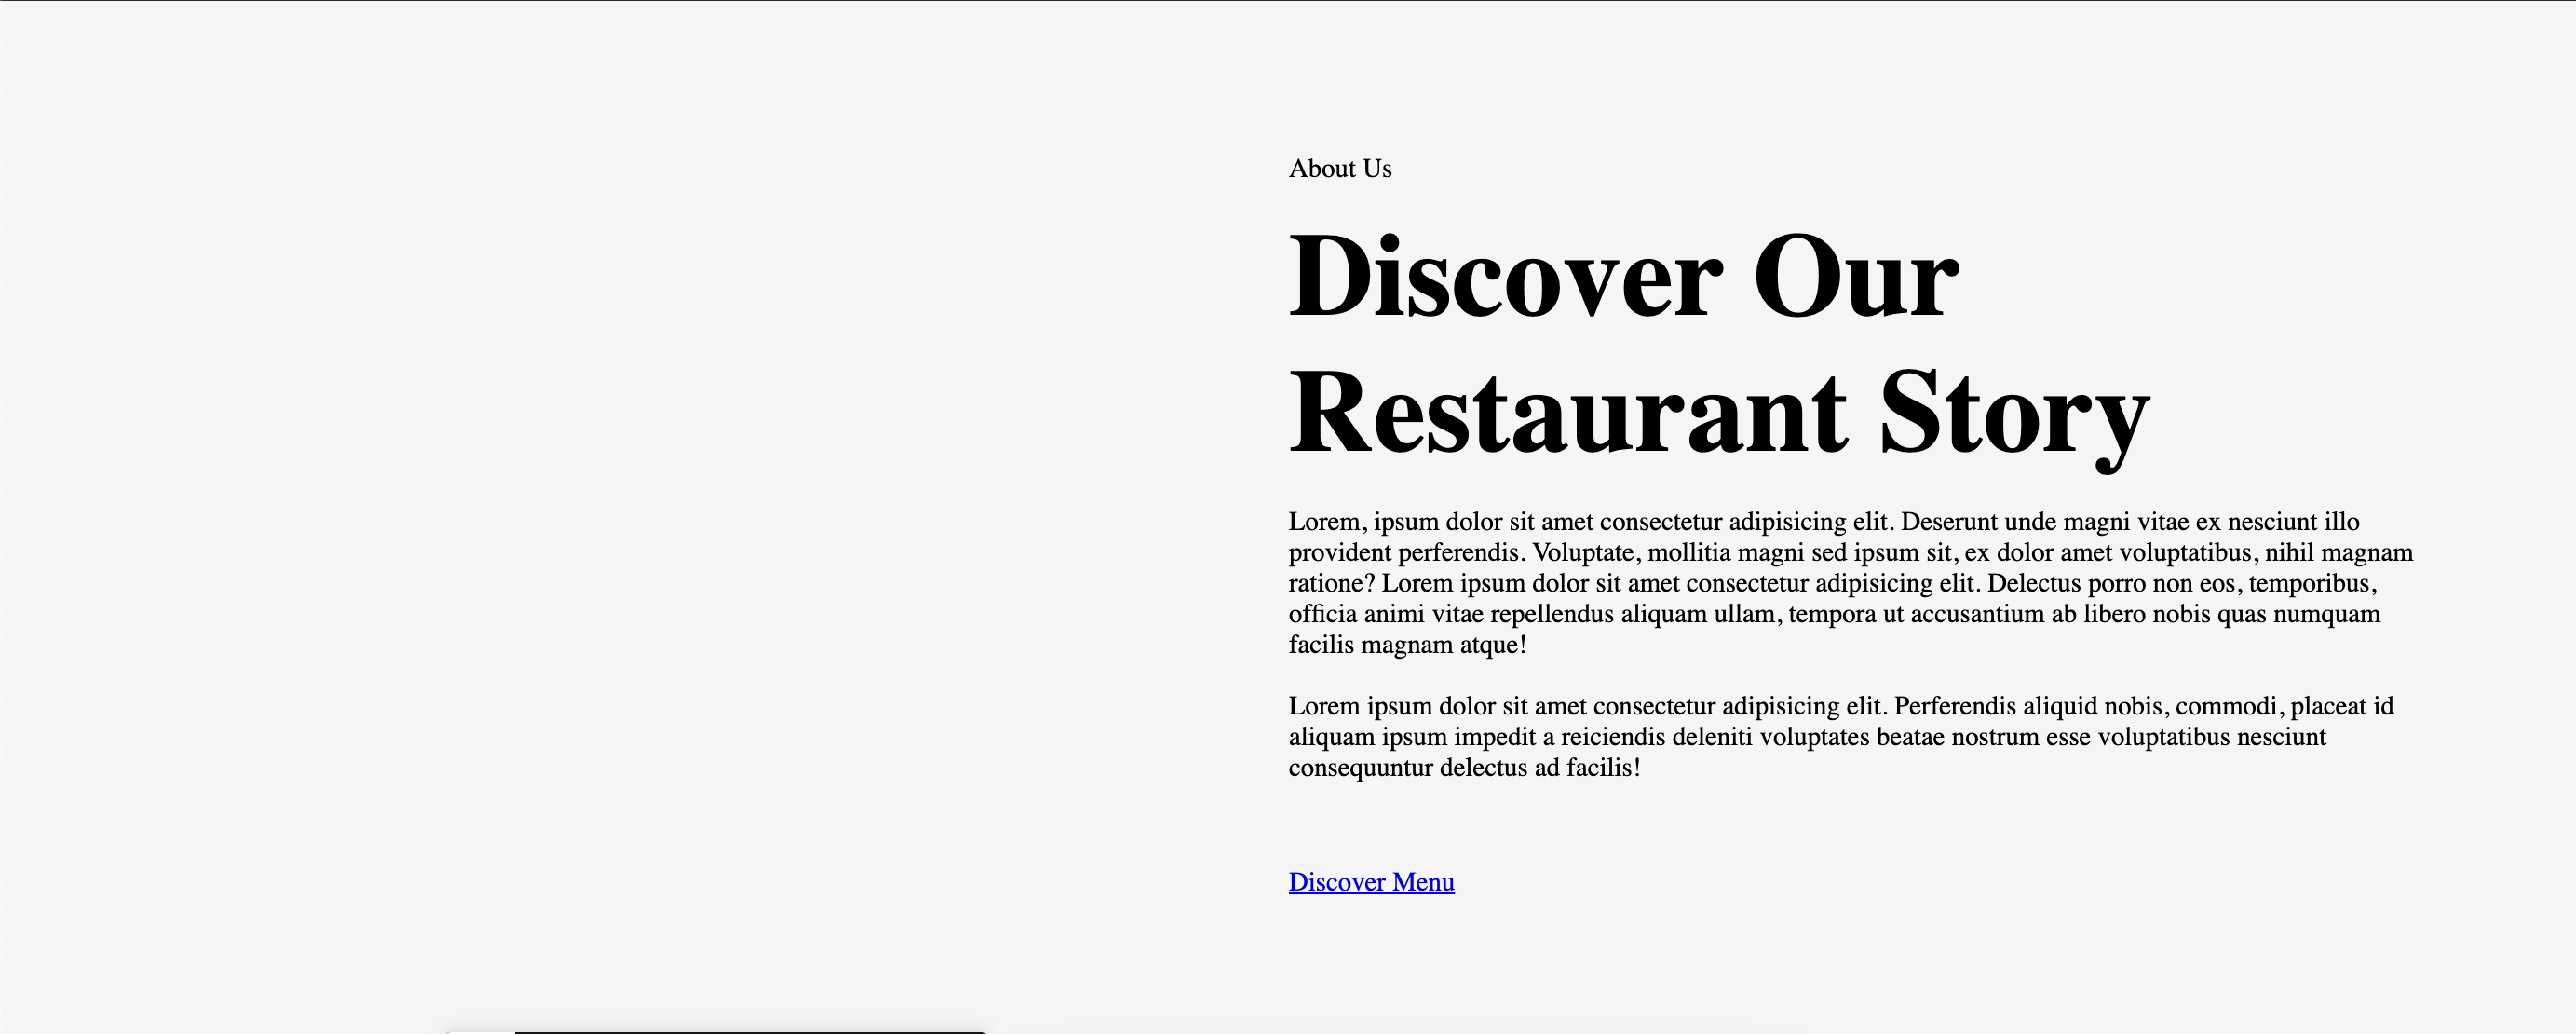 About Us
Discover Our
Restaurant Story
Lorem, ipsum dolor sit amet consectetur adipisicing elit. Deserunt unde magni vitae ex nesciunt illo
provident perferendis. Voluptate, mollitia magni sed ipsum sit, ex dolor amet voluptatibus, nihil magnam
ratione? Lorem ipsum dolor sit amet consectetur adipisicing elit. Delectus porro non eos, temporibus,
officia animi vitae repellendus aliquam ullam, tempora ut accusantium ab libero nobis quas numquam
facilis magnam atque!
Lorem ipsum dolor sit amet consectetur adipisicing elit. Perferendis aliquid nobis, commodi, placeat id
aliquam ipsum impedit a reiciendis deleniti voluptates beatae nostrum esse voluptatibus nesciunt
consequuntur delectus ad facilis!
Discover Menu